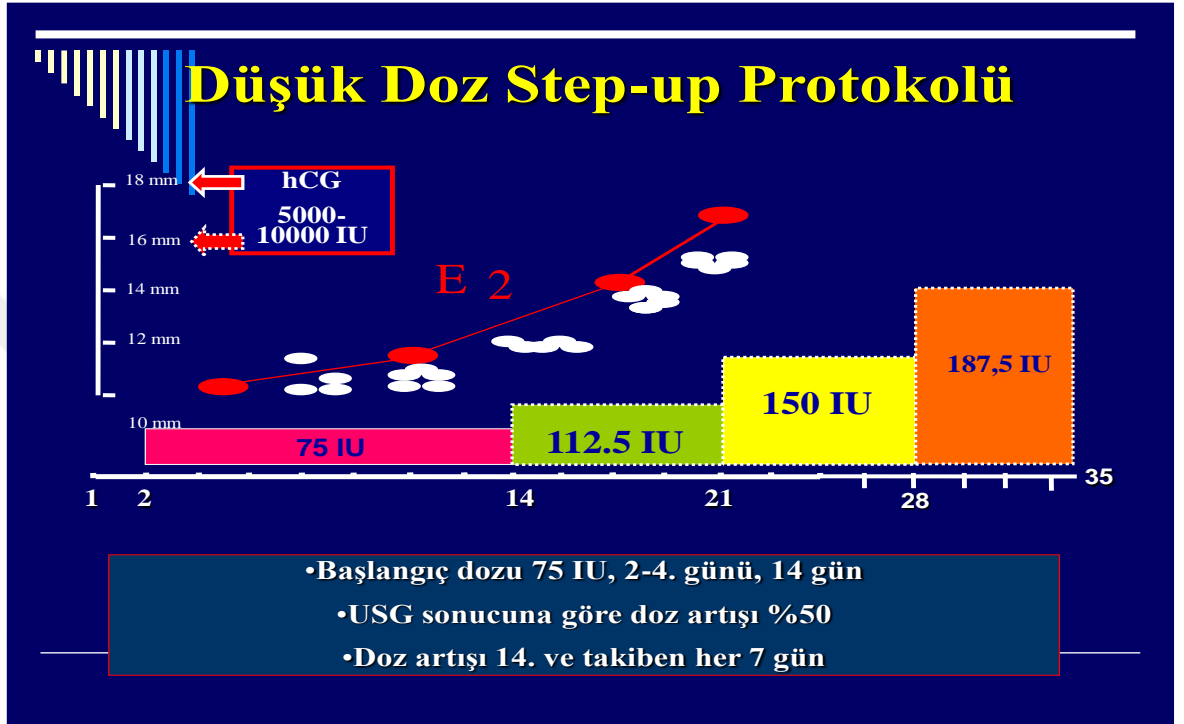 Düşük Doz Step-up Protokolü
18 mm
hCG
5000-
10000 IU
16 mm
14 mm
E 2
12 mm
10 mm
75 IU
112.5 IU
150 IU
187,5 IU
1 2 14 21 28 35
•Başlangıç dozu 75 IU, 2-4. günü, 14 gün
•USG sonucuna göre doz artışı %50
•Doz artışı 14. ve takiben her 7 gün